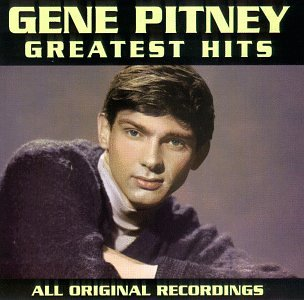 GENE PITNEY
GREATEST HITS
ALL ORIGINAL RECORDINGS